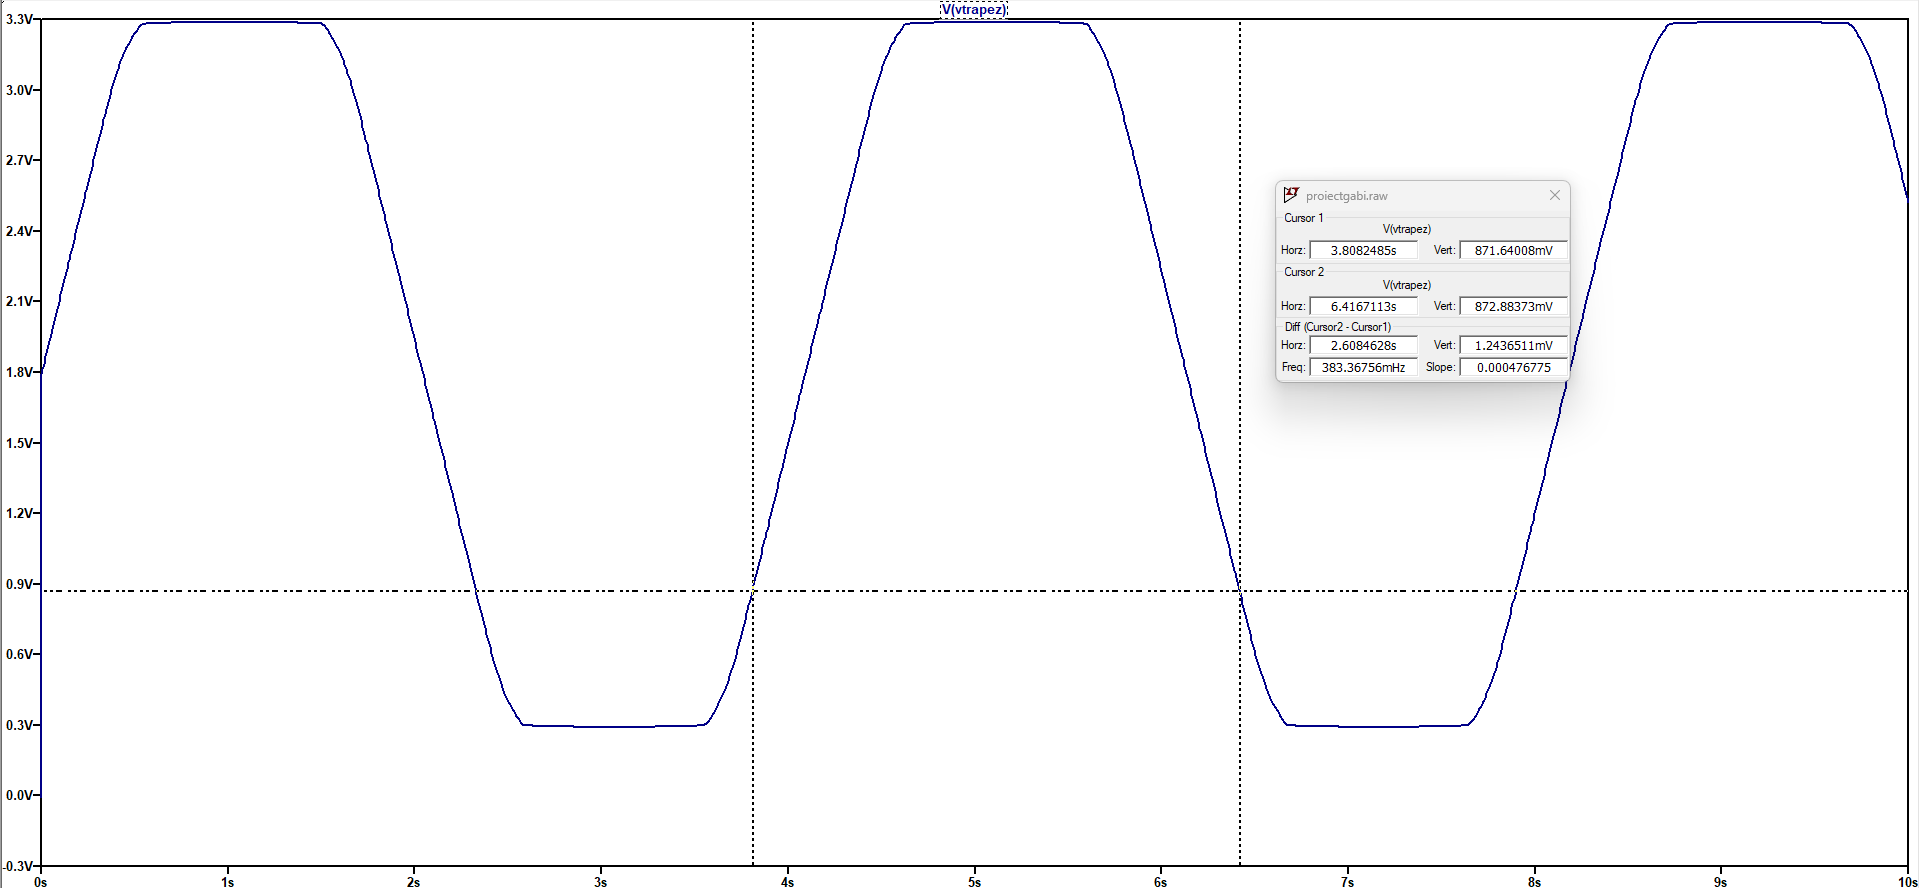 V(vtrapez)
3.3V
3.0V
2.7V
2.4V
2.1V
1.8V
1.5V
1.2V
0.9V
0.6V
0.3V
0.0V
-0.3V
0s 1s 2s 3s 4s 5s 6s 7s 8s 9s 10s
proiectgabi.raw
Cursor 1
V(vtrapez)
Horz: 3.8082485s Vert: 871.64008mV
Cursor 2
V(vtrapez)
Horz: 6.4167113s Vert: 872.88373mV
Diff (Cursor2 - Cursor1)
Horz: 2.6084628s Vert: 1.2436511mV
Freq: 383.36756mHz Slope: 0.000476775